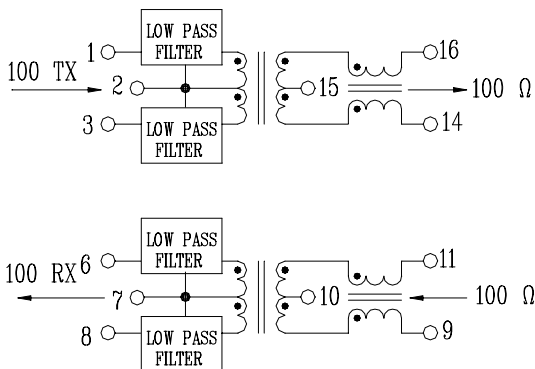 LOW PASS
FILTER
1
16
100 TX
2
15
100 Ω
3
14
LOW PASS
FILTER
LOW PASS
FILTER
6
11
100 RX
7
10
100 Ω
8
9
LOW PASS
FILTER